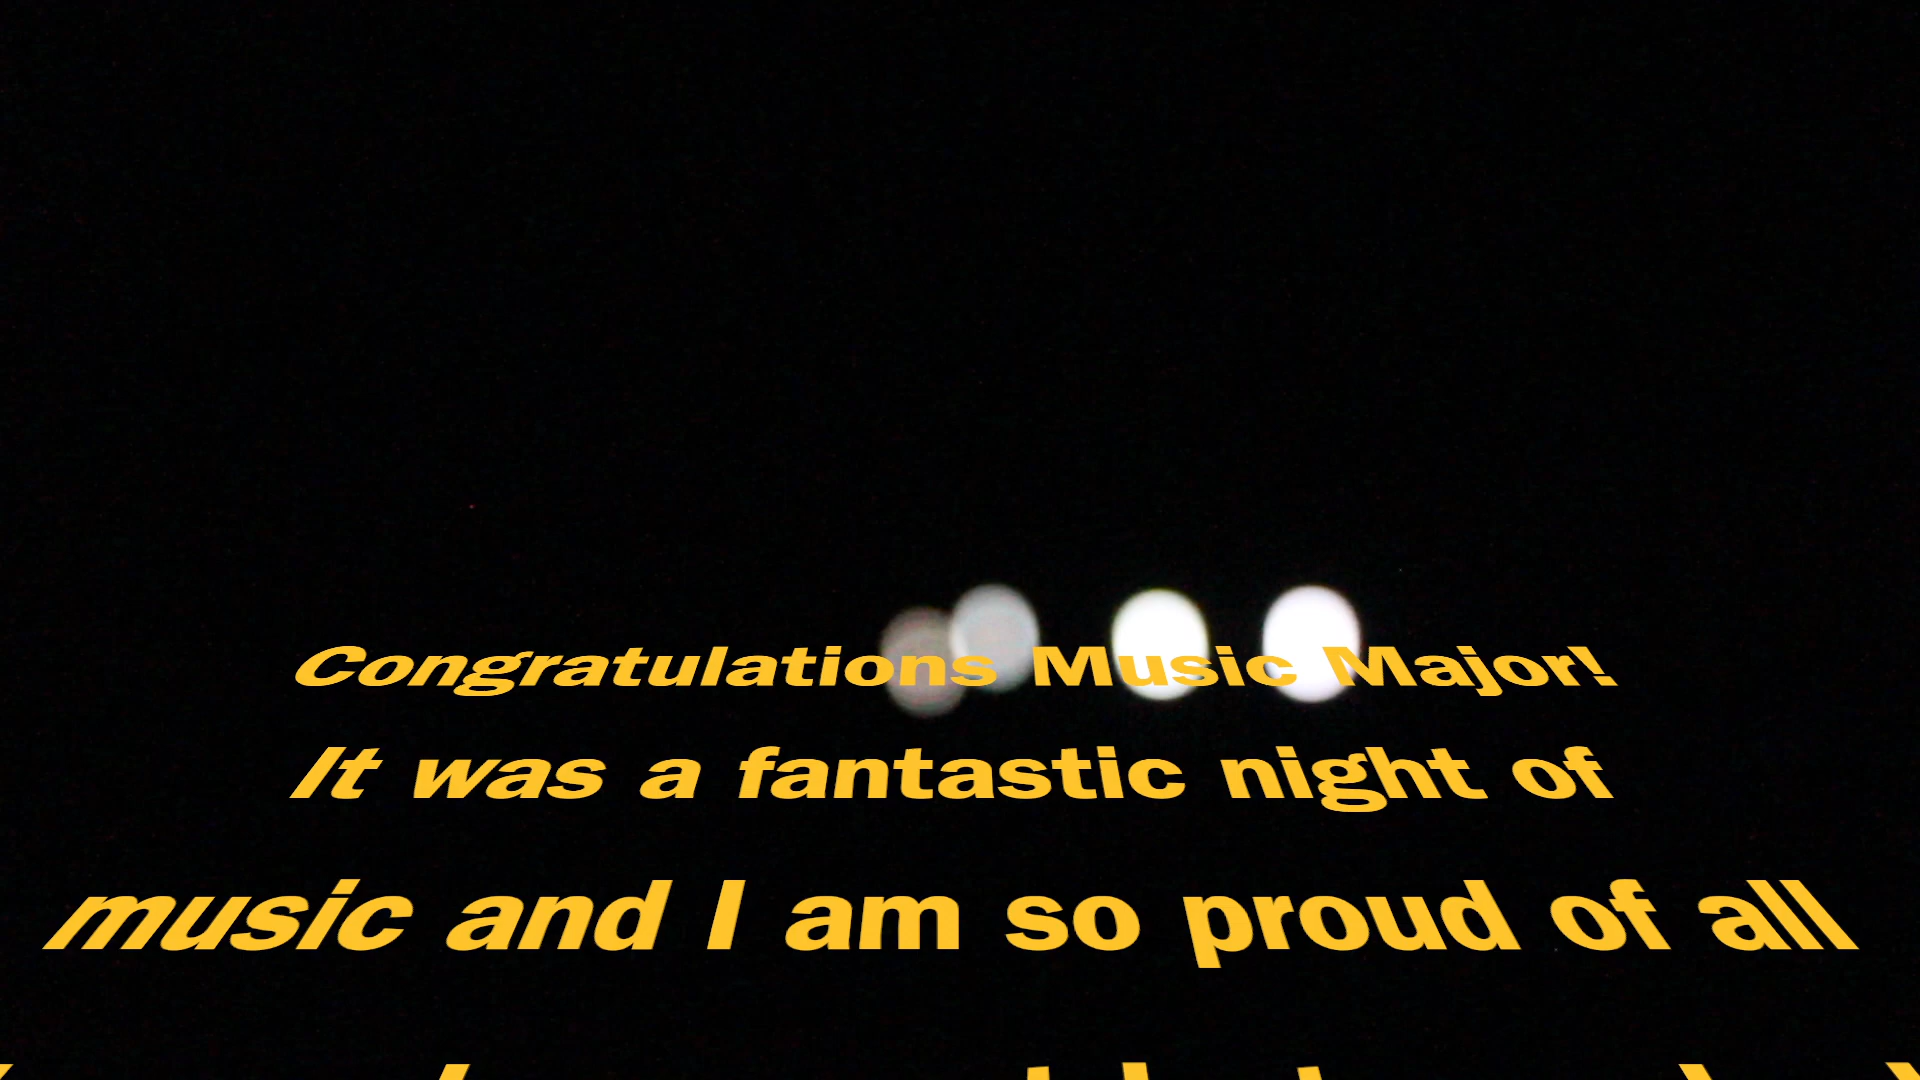 Congratulations Music Major!
It was a fantastic night of
music and I am so proud of all